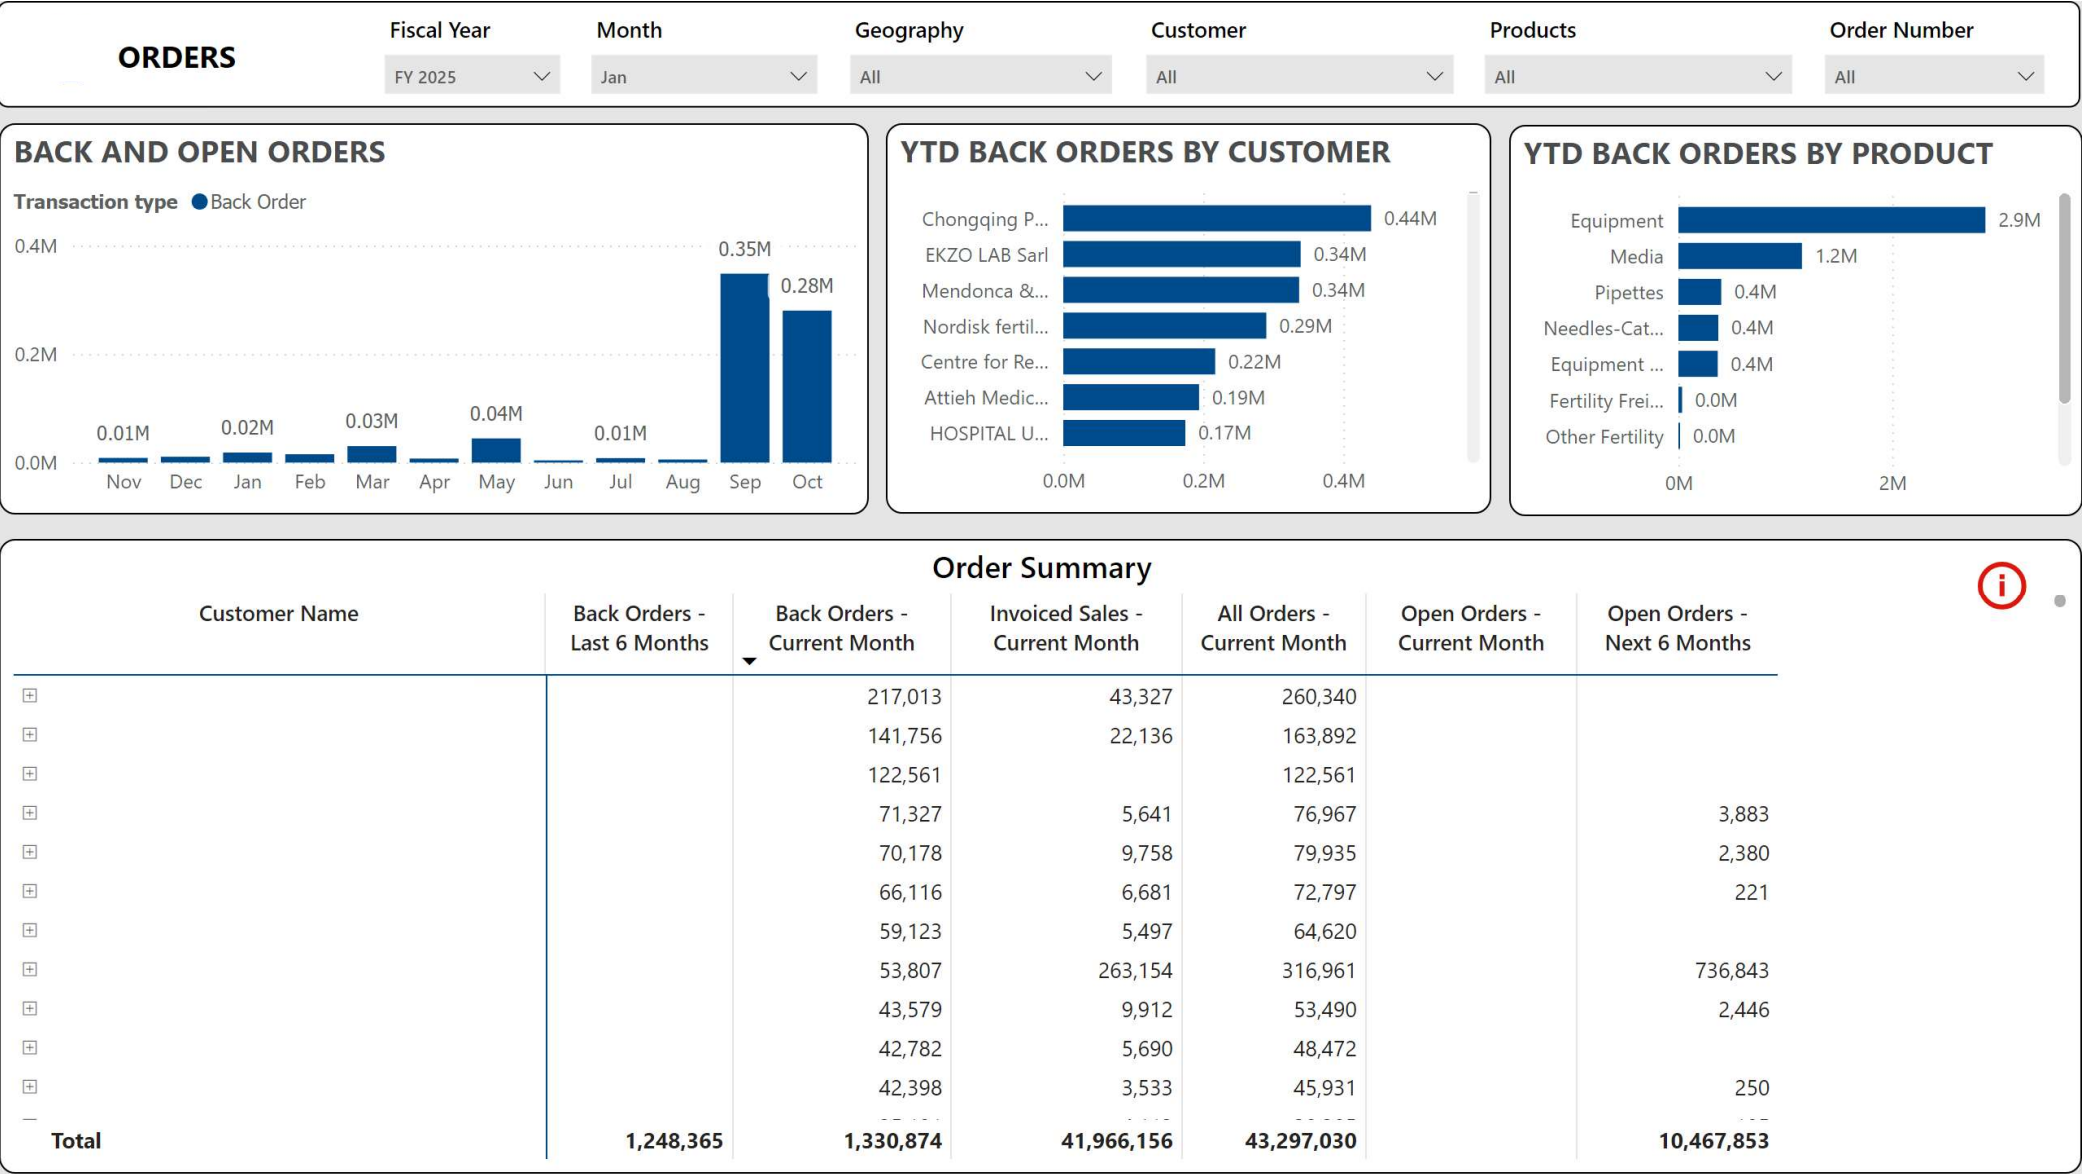 ORDERS
Fiscal Year
FY 2025
Month
Jan
Geography
All
Customer
All
Products
All
Order Number
All
BACK AND OPEN ORDERS
Transaction type Back Order
0.4M
0.2M
0.0M
0.01M
0.02M
0.03M
0.04M
0.01M
0.35M
0.28M
Nov Dec Jan Feb Mar Apr May Jun Jul Aug Sep Oct
YTD BACK ORDERS BY CUSTOMER
Chongqing P... 0.44M
EKZO LAB Sarl 0.34M
Mendonca &... 0.34M
Nordisk fertil... 0.29M
Centre for Re... 0.22M
Attieh Medic... 0.19M
HOSPITAL U... 0.17M
0.0M 0.2M 0.4M
YTD BACK ORDERS BY PRODUCT
Equipment 2.9M
Media 1.2M
Pipettes 0.4M
Needles-Cat... 0.4M
Equipment ... 0.4M
Fertility Frei... 0.0M
Other Fertility 0.0M
0M 2M
Order Summary
i
Customer Name
Back Orders -
Last 6 Months
Back Orders -
Current Month
Invoiced Sales -
Current Month
All Orders -
Current Month
Open Orders -
Current Month
Open Orders -
Next 6 Months
217,013 43,327 260,340
141,756 22,136 163,892
122,561 122,561
71,327 5,641 76,967 3,883
70,178 9,758 79,935 2,380
66,116 6,681 72,797 221
59,123 5,497 64,620
53,807 263,154 316,961 736,843
43,579 9,912 53,490 2,446
42,782 5,690 48,472
42,398 3,533 45,931 250
Total 1,248,365 1,330,874 41,966,156 43,297,030 10,467,853